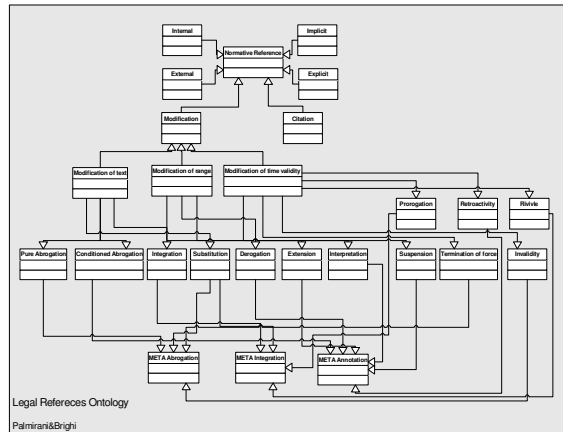 Internal
Implicit
Normative Reference
External
Explicit
Modification
Citation
Modification of text
Modification of range
Modification of time validity
Prorogation
Retroactivity
Rivivie
Pure Abrogation
Conditioned Abrogation
Integration
Substitution
Derogation
Extension
Interpretation
Suspension
Termination of force
Invalidity
META Abrogation
META Integration
META Annotation
Legal Refereces Ontology
Palmirani&Brighi